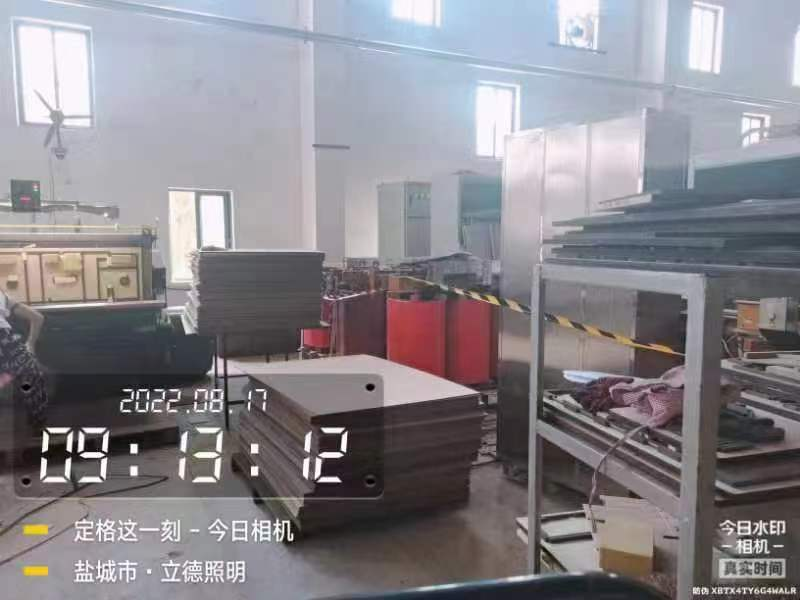 2022.08.17
09:13:12
定格这一刻 - 今日相机
盐城市·立德照明
今日水印
-相机-
真实时间
防伪 XBTX4TY6G4WALR